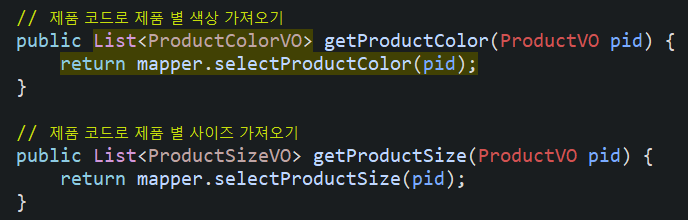 // 제품 코드로 제품 별 색상 가져오기
public List<ProductColorVO> getProductColor(ProductVO pid) {
    return mapper.selectProductColor(pid);
}

// 제품 코드로 제품 별 사이즈 가져오기
public List<ProductSizeVO> getProductSize(ProductVO pid) {
    return mapper.selectProductSize(pid);
}